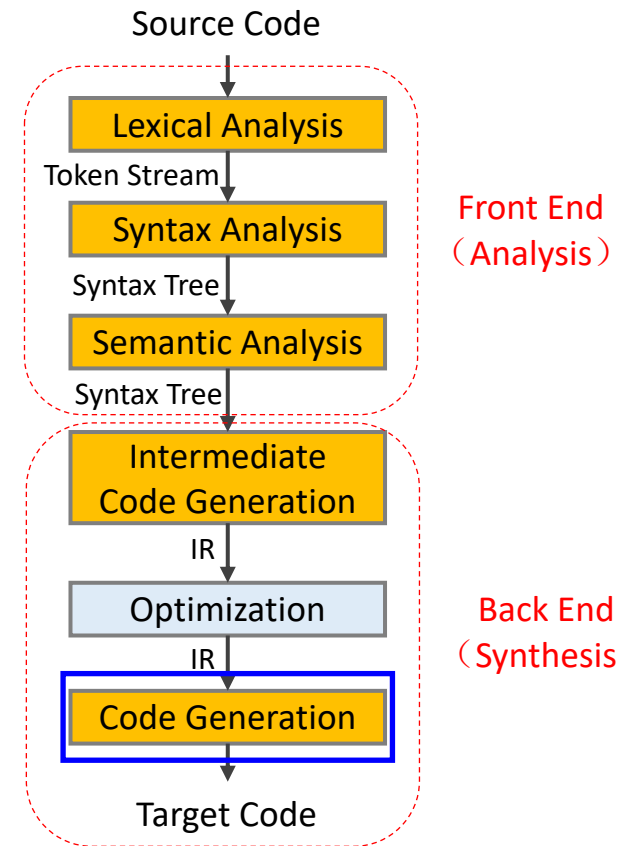 Source Code
Lexical Analysis
Token Stream
Syntax Analysis
Front End
（Analysis）
Syntax Tree
Semantic Analysis
Syntax Tree
Intermediate
Code Generation
IR
Optimization
Back End
（Synthesis
IR
Code Generation
Target Code